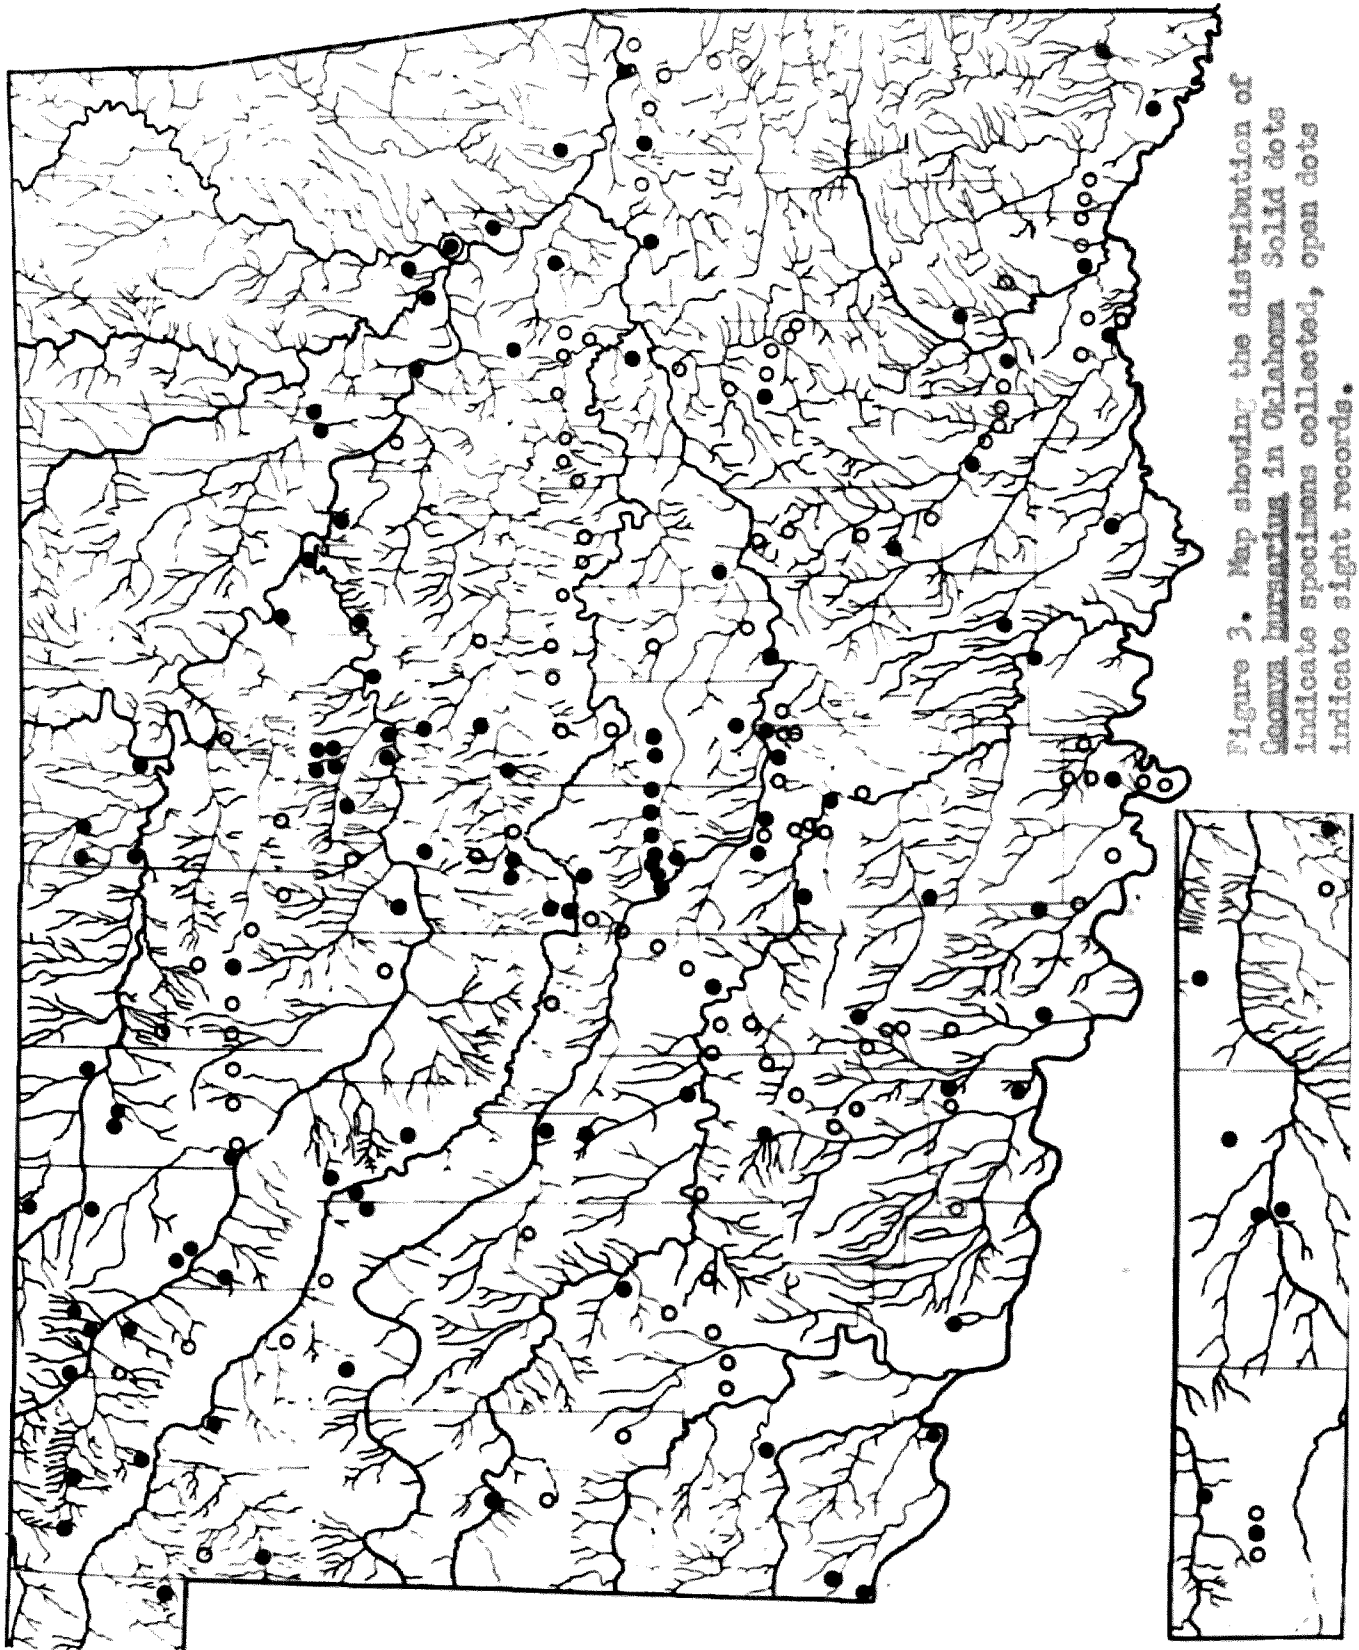 Figure 3. Map showing the distribution of
Geomys bursarius in Oklahoma Solid dots
indicate specimens collected, open dots
indicate sight records.